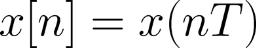 x[n] = x(nT)